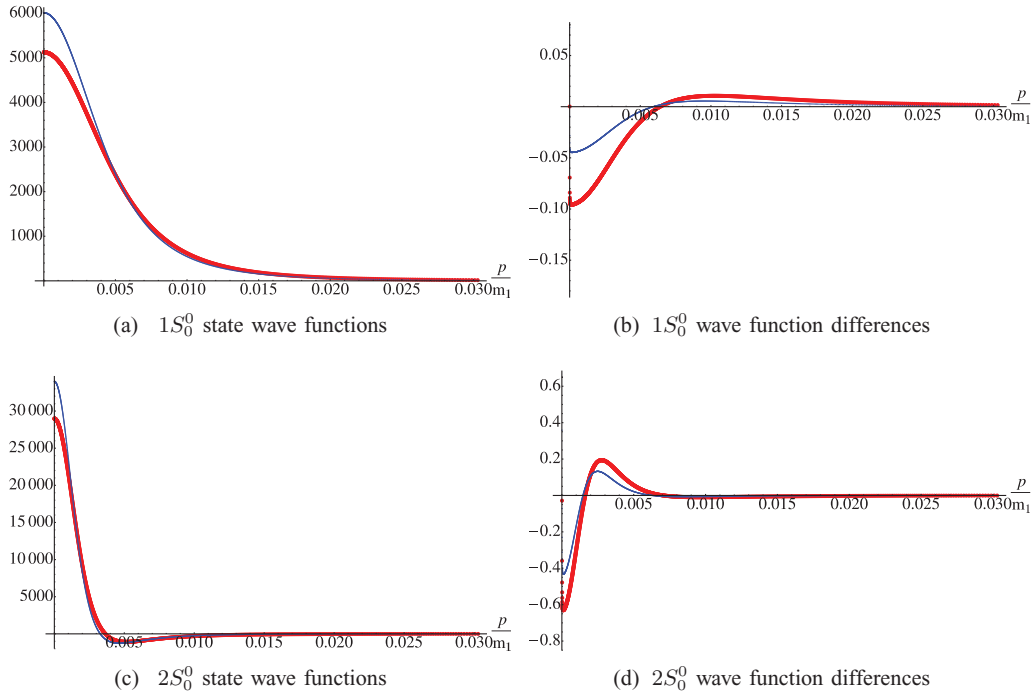 6000
5000
4000
3000
2000
1000
0.005 0.010 0.015 0.020 0.025 0.030 p/m₁
(a) 1S₀⁰ state wave functions
0.05
−0.05
−0.10
−0.15
0.005 0.010 0.015 0.020 0.025 0.030 p/m₁
(b) 1S₀⁰ wave function differences
30 000
25 000
20 000
15 000
10 000
5000
0.005 0.010 0.015 0.020 0.025 0.030 p/m₁
(c) 2S₀⁰ state wave functions
0.6
0.4
0.2
−0.2
−0.4
−0.6
−0.8
0.005 0.010 0.015 0.020 0.025 0.030 p/m₁
(d) 2S₀⁰ wave function differences